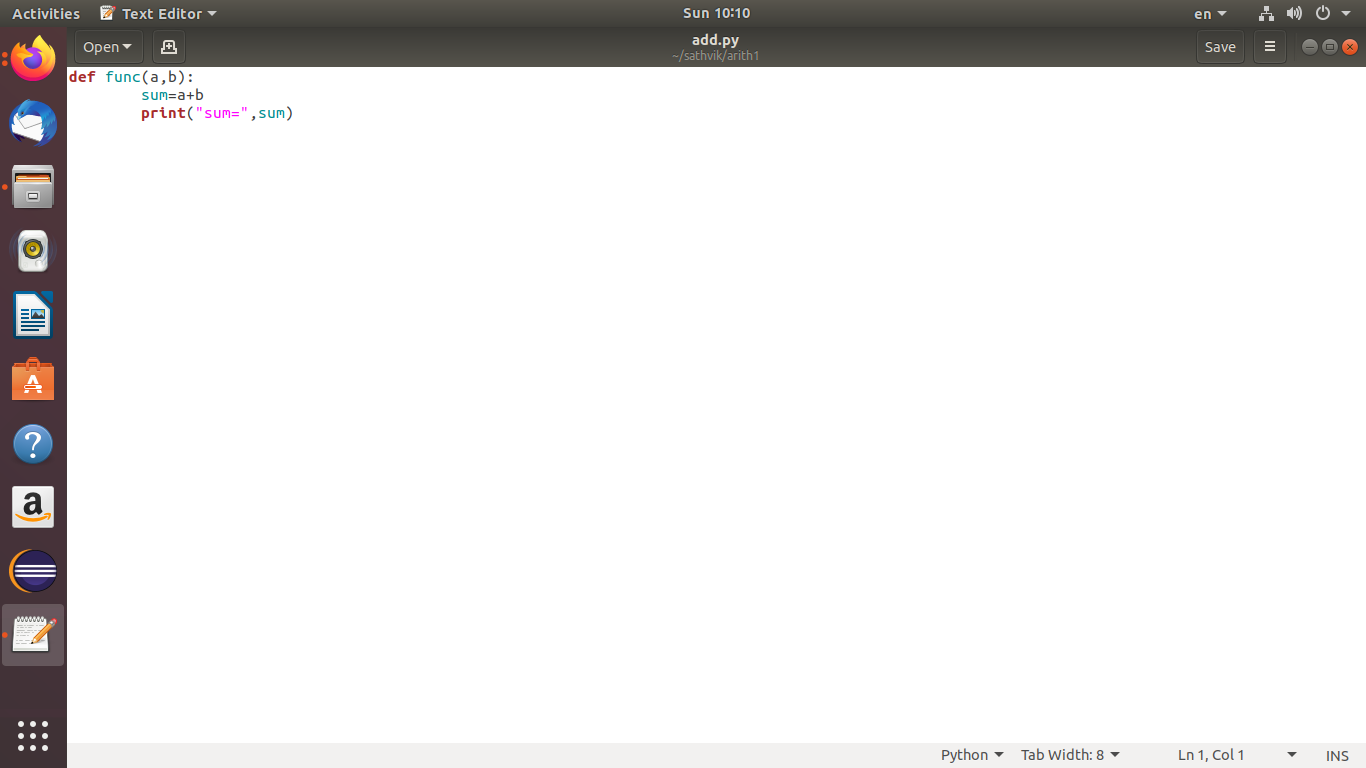 Activities Text Editor Sun 10:10 en
Open add.py Save
~/sathvik/arith1
def func(a,b):
        sum=a+b
        print("sum=",sum)
Python Tab Width: 8 Ln 1, Col 1 INS